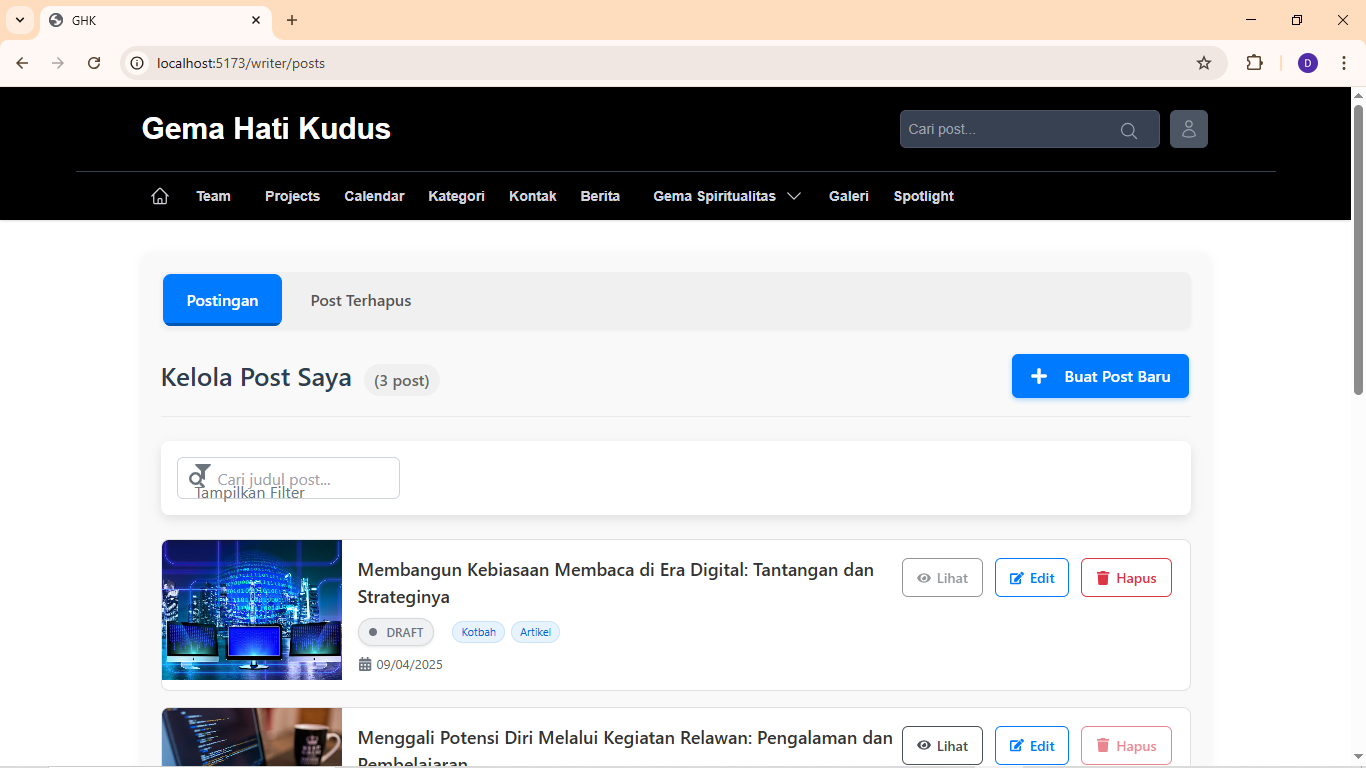 GHK
localhost:5173/writer/posts
D
Gema Hati Kudus
Cari post...
Team Projects Calendar Kategori Kontak Berita Gema Spiritualitas Galeri Spotlight
Postingan Post Terhapus
Kelola Post Saya (3 post)
Buat Post Baru
Cari judul post...
Tampilkan Filter
Membangun Kebiasaan Membaca di Era Digital: Tantangan dan
Strateginya
Lihat Edit Hapus
DRAFT Kotbah Artikel
09/04/2025
Menggali Potensi Diri Melalui Kegiatan Relawan: Pengalaman dan
Pembelajaran
Lihat Edit Hapus